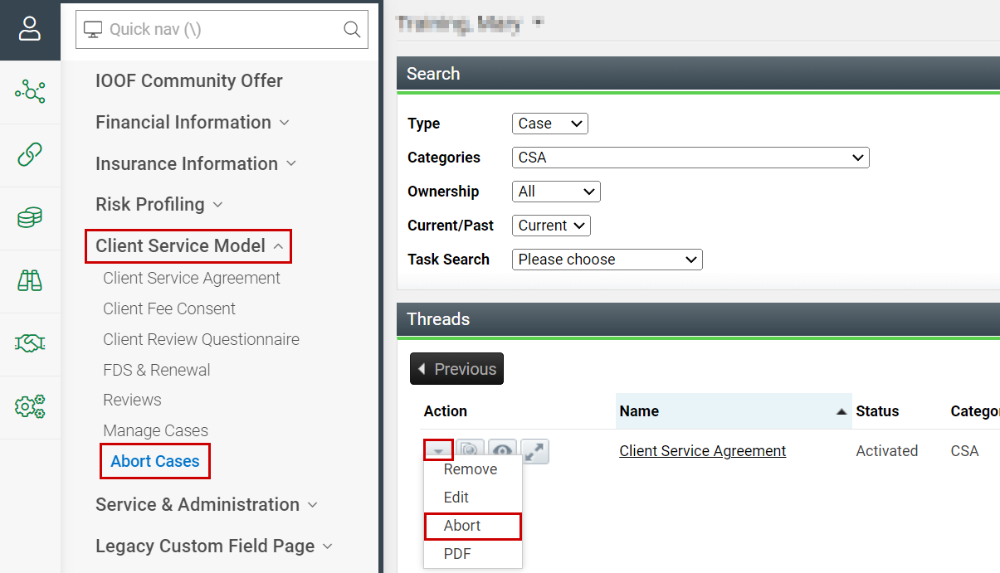 Quick nav (\)
IOOF Community Offer
Financial Information
Insurance Information
Risk Profiling
Client Service Model
Client Service Agreement
Client Fee Consent
Client Review Questionnaire
FDS & Renewal
Reviews
Manage Cases
Abort Cases
Service & Administration
Legacy Custom Field Page
Training, Mary
Search
Type Case
Categories CSA
Ownership All
Current/Past Current
Task Search Please choose
Threads
Previous
Action Name Status Catego
Client Service Agreement Activated CSA
Remove
Edit
Abort
PDF